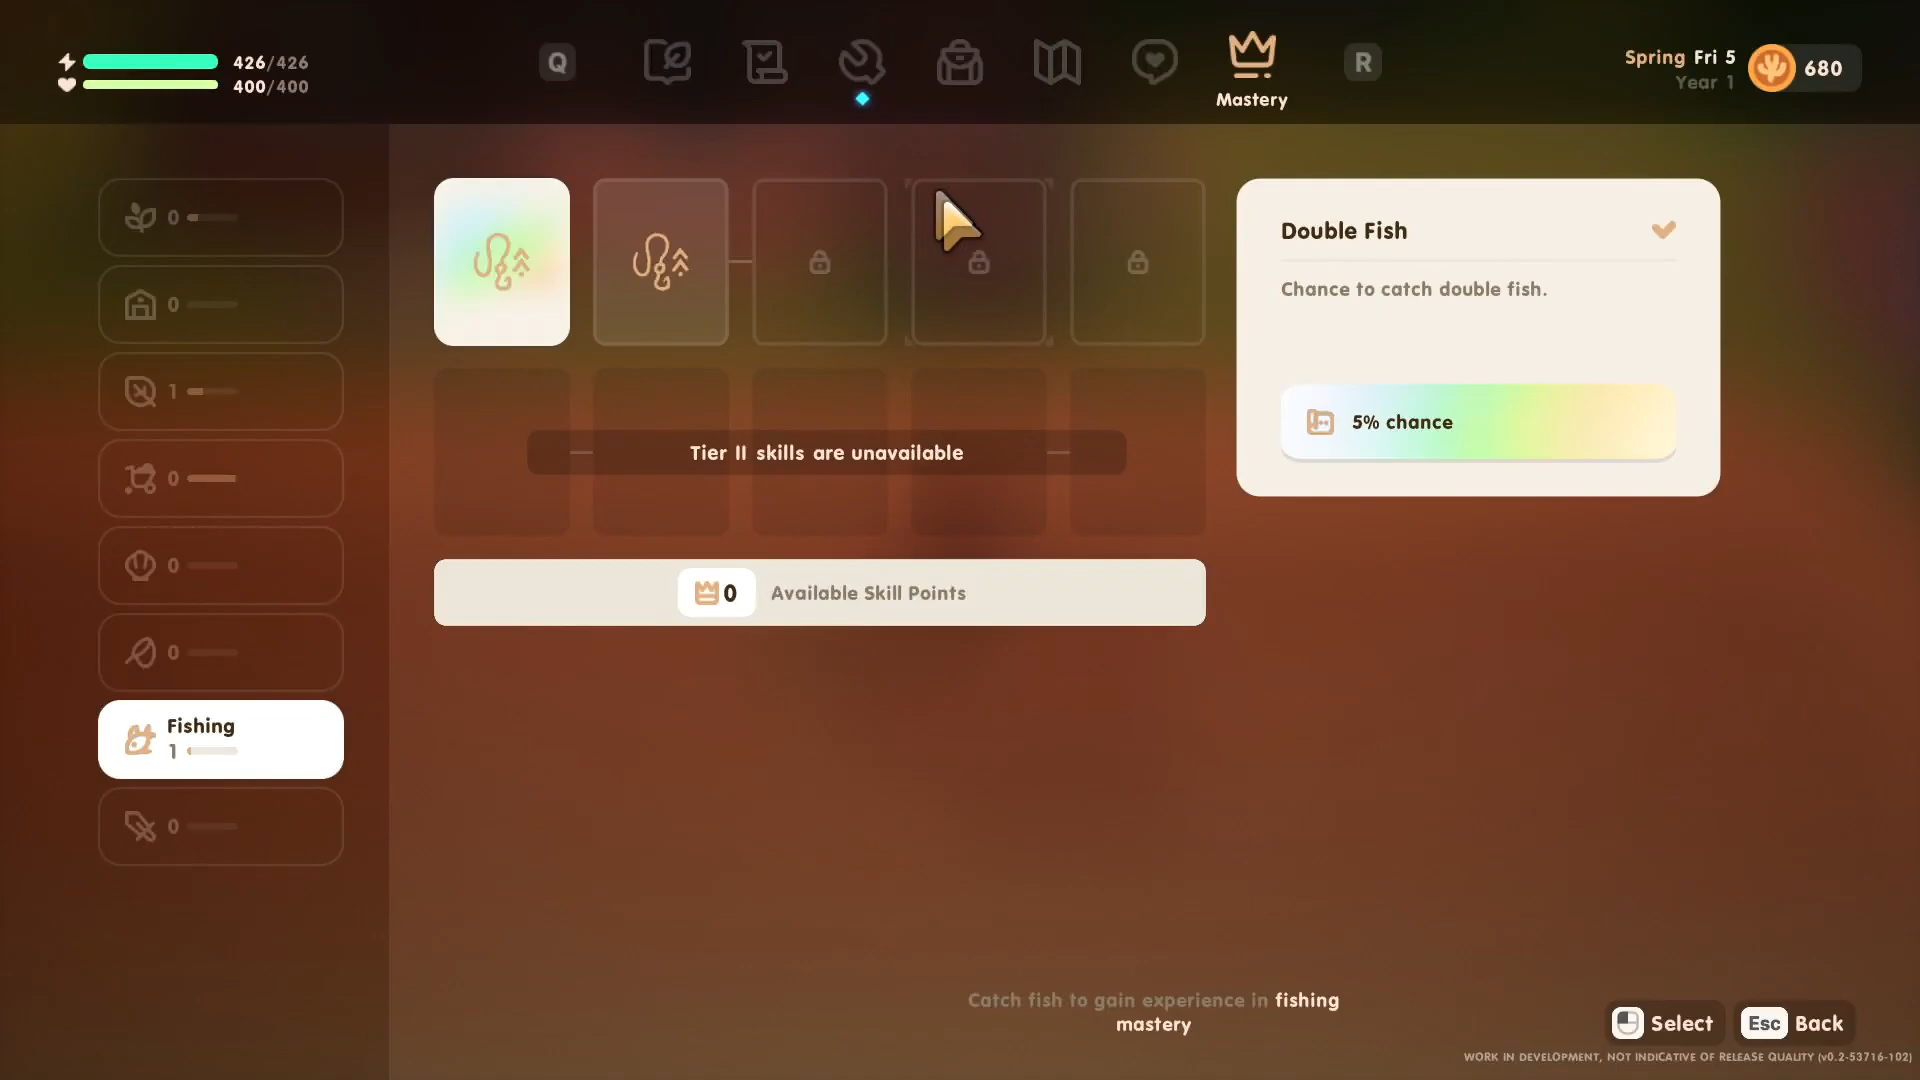 426/426
400/400
Q
Mastery
R
Spring Fri 5
Year 1
680
0
0
1
0
0
0
Fishing
1
0
Double Fish
Chance to catch double fish.
5% chance
Tier II skills are unavailable
0 Available Skill Points
Catch fish to gain experience in fishing
mastery
Select
Esc Back
WORK IN DEVELOPMENT, NOT INDICATIVE OF RELEASE QUALITY (v0.2-53716-102)